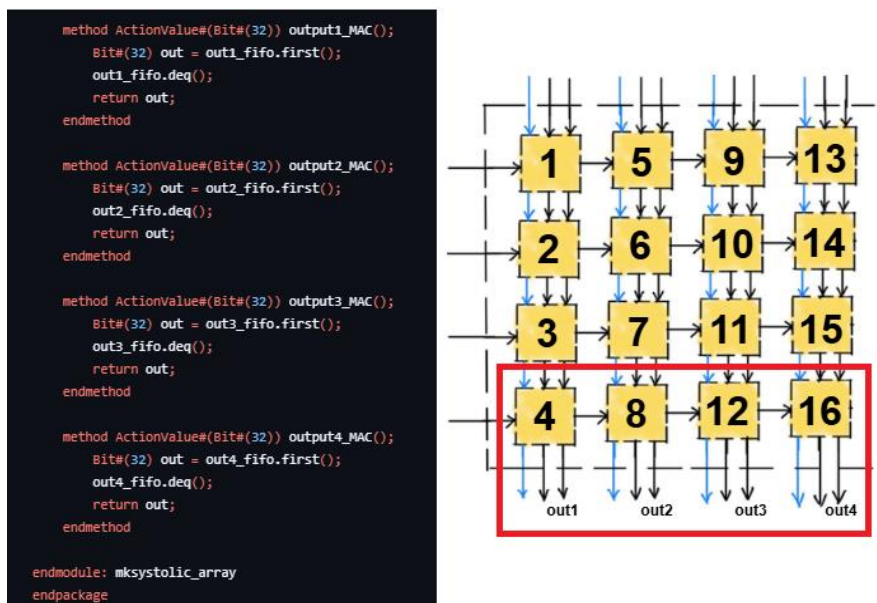 method ActionValue#(Bit#(32)) output1_MAC();
Bit#(32) out = out1_fifo.first();
out1_fifo.deq();
return out;
endmethod
method ActionValue#(Bit#(32)) output2_MAC();
Bit#(32) out = out2_fifo.first();
out2_fifo.deq();
return out;
endmethod
method ActionValue#(Bit#(32)) output3_MAC();
Bit#(32) out = out3_fifo.first();
out3_fifo.deq();
return out;
endmethod
method ActionValue#(Bit#(32)) output4_MAC();
Bit#(32) out = out4_fifo.first();
out4_fifo.deq();
return out;
endmethod
endmodule: mksystolic_array
endpackage
1 5 9 13
2 6 10 14
3 7 11 15
4 8 12 16
out1 out2 out3 out4